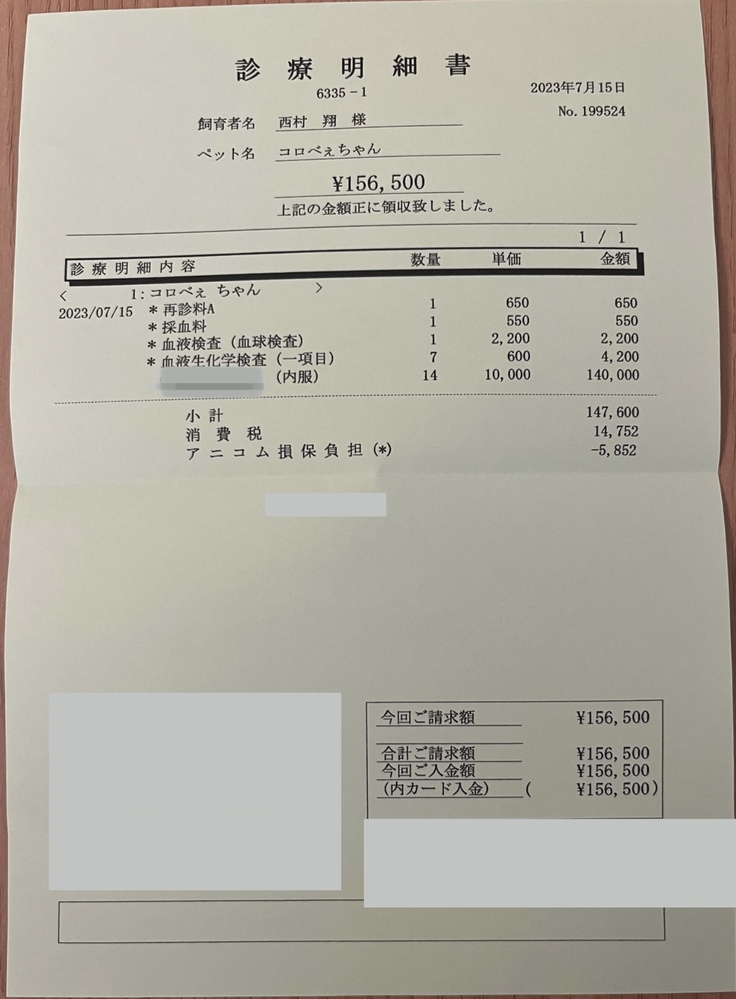 診療明細書
6335-1
2023年7月15日
No.199524
飼育者名 西村 翔 様
ペット名 コロべぇちゃん
¥156,500
上記の金額正に領収致しました。
1 / 1
診療明細内容 数量 単価 金額
< 1:コロべぇ ちゃん >
2023/07/15 *再診料A 1 650 650
*採血料 1 550 550
*血液検査(血球検査) 1 2,200 2,200
*血液生化学検査(一項目) 7 600 4,200
(内服) 14 10,000 140,000
小計 147,600
消費税 14,752
アニコム損保負担(*) -5,852
今回ご請求額 ¥156,500
合計ご請求額 ¥156,500
今回ご入金額 ¥156,500
(内カード入金) ( ¥156,500)